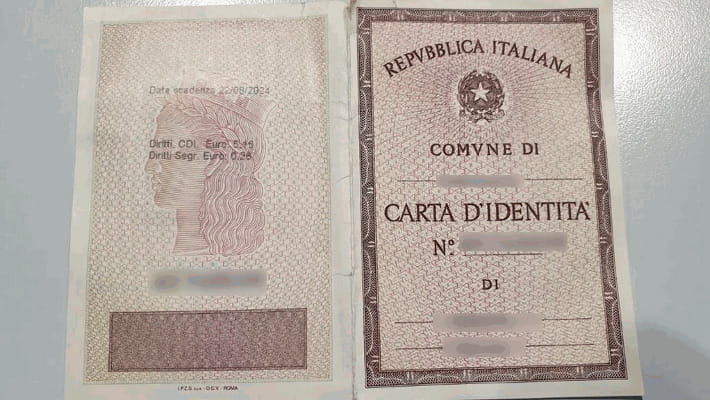 Data scadenza 22/08/2024
Diritti CDI. Euro: 5,16
Diritti Segr. Euro: 0,26
I.P.Z.S. S.p.A. - O.C.V. - ROMA
REPVBBLICA ITALIANA
COMVNE DI
CARTA D'IDENTITÀ
N°.
DI